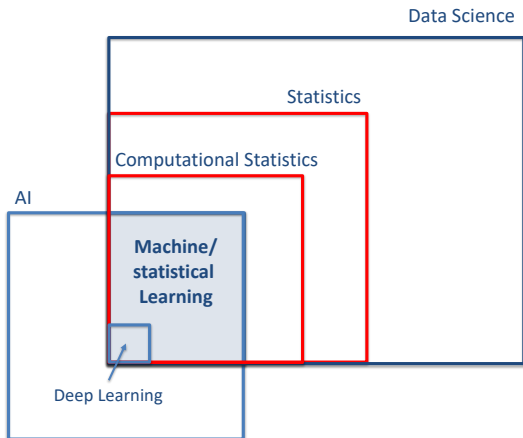 Data Science
Statistics
Computational Statistics
AI
Machine/
statistical
Learning
Deep Learning